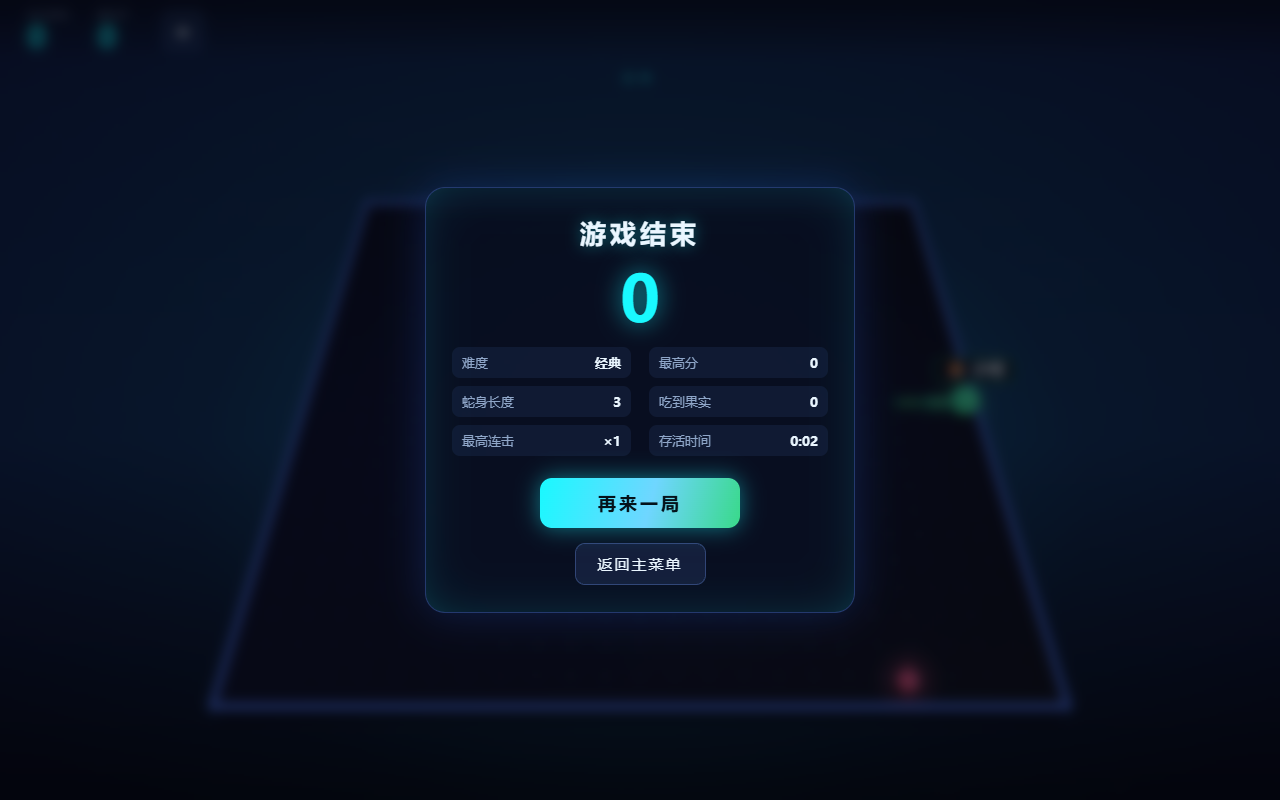 游戏结束
0
难度 经典 最高分 0
蛇身长度 3 吃到果实 0
最高连击 ×1 存活时间 0:02
再来一局
返回主菜单